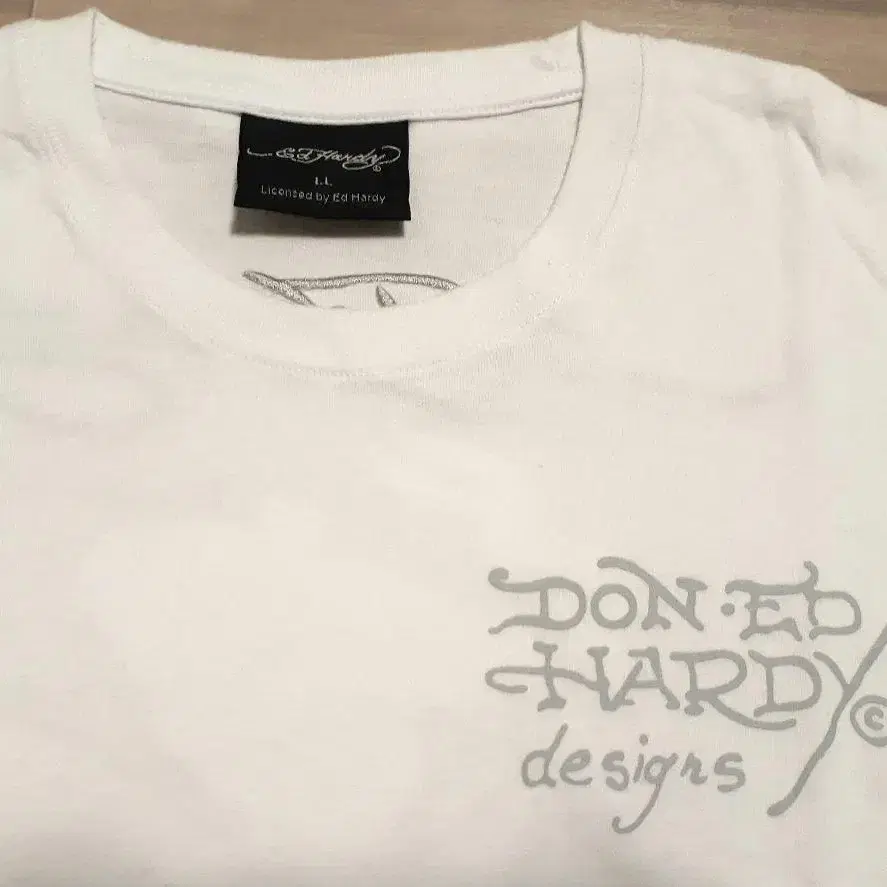 Ed Hardy®
LL
Licensed by Ed Hardy
DON·ED
HARDY©
designs